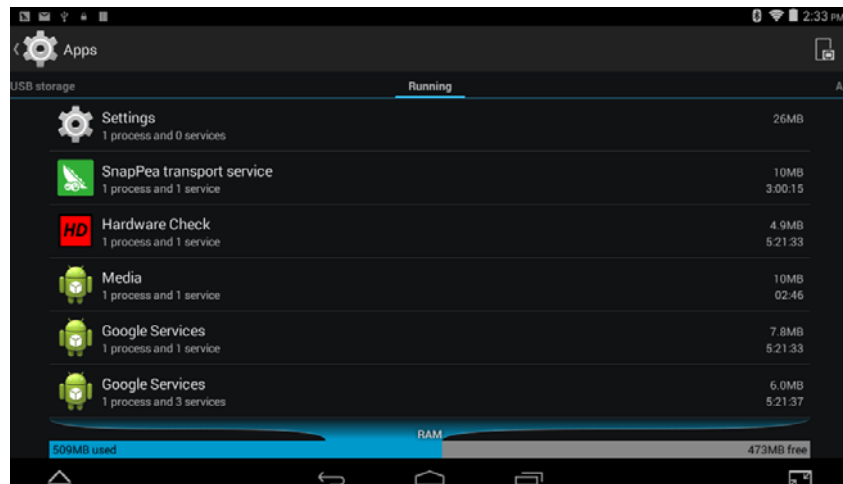 2:33 PM
Apps
USB storage
Running
A
Settings
26MB
1 process and 0 services
SnapPea transport service
10MB
1 process and 1 service
3:00:15
HD
Hardware Check
4.9MB
1 process and 1 service
5:21:33
Media
10MB
1 process and 1 service
02:46
Google Services
7.8MB
1 process and 1 service
5:21:33
Google Services
6.0MB
1 process and 3 services
5:21:37
RAM
509MB used
473MB free